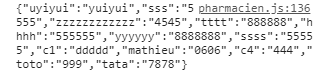 {"uyiyui":"yuiyui","sss":"5 pharmacien.js:136
555","zzzzzzzzzzzz":"4545","tttt":"888888","h
hhh":"555555","yyyyyy":"8888888","ssss":"5555
5","c1":"ddddd","mathieu":"0606","c4":"444","
toto":"999","tata":"7878"}